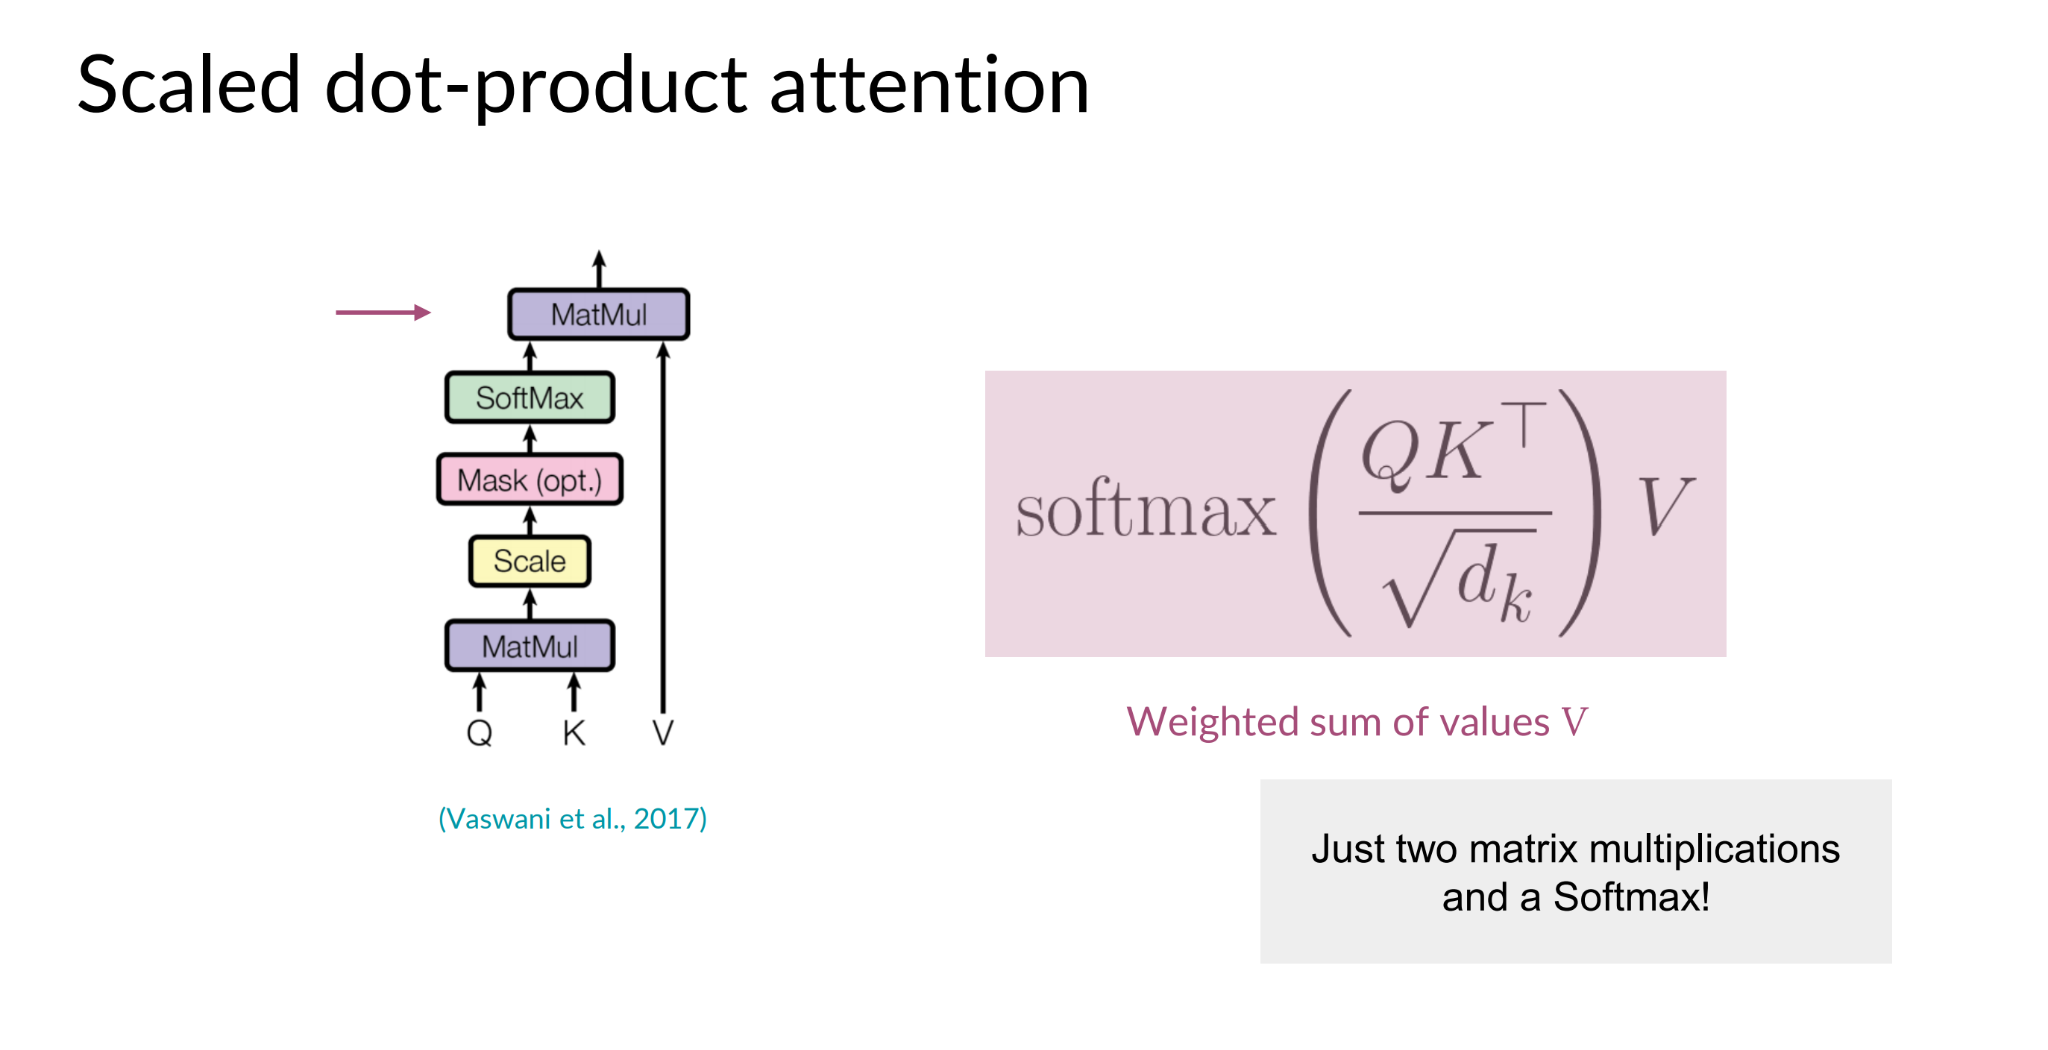 Scaled dot-product attention
MatMul
SoftMax
Mask (opt.)
Scale
MatMul
Q K V
(Vaswani et al., 2017)
softmax(QK⊤/√dk)V
Weighted sum of values V
Just two matrix multiplications
and a Softmax!